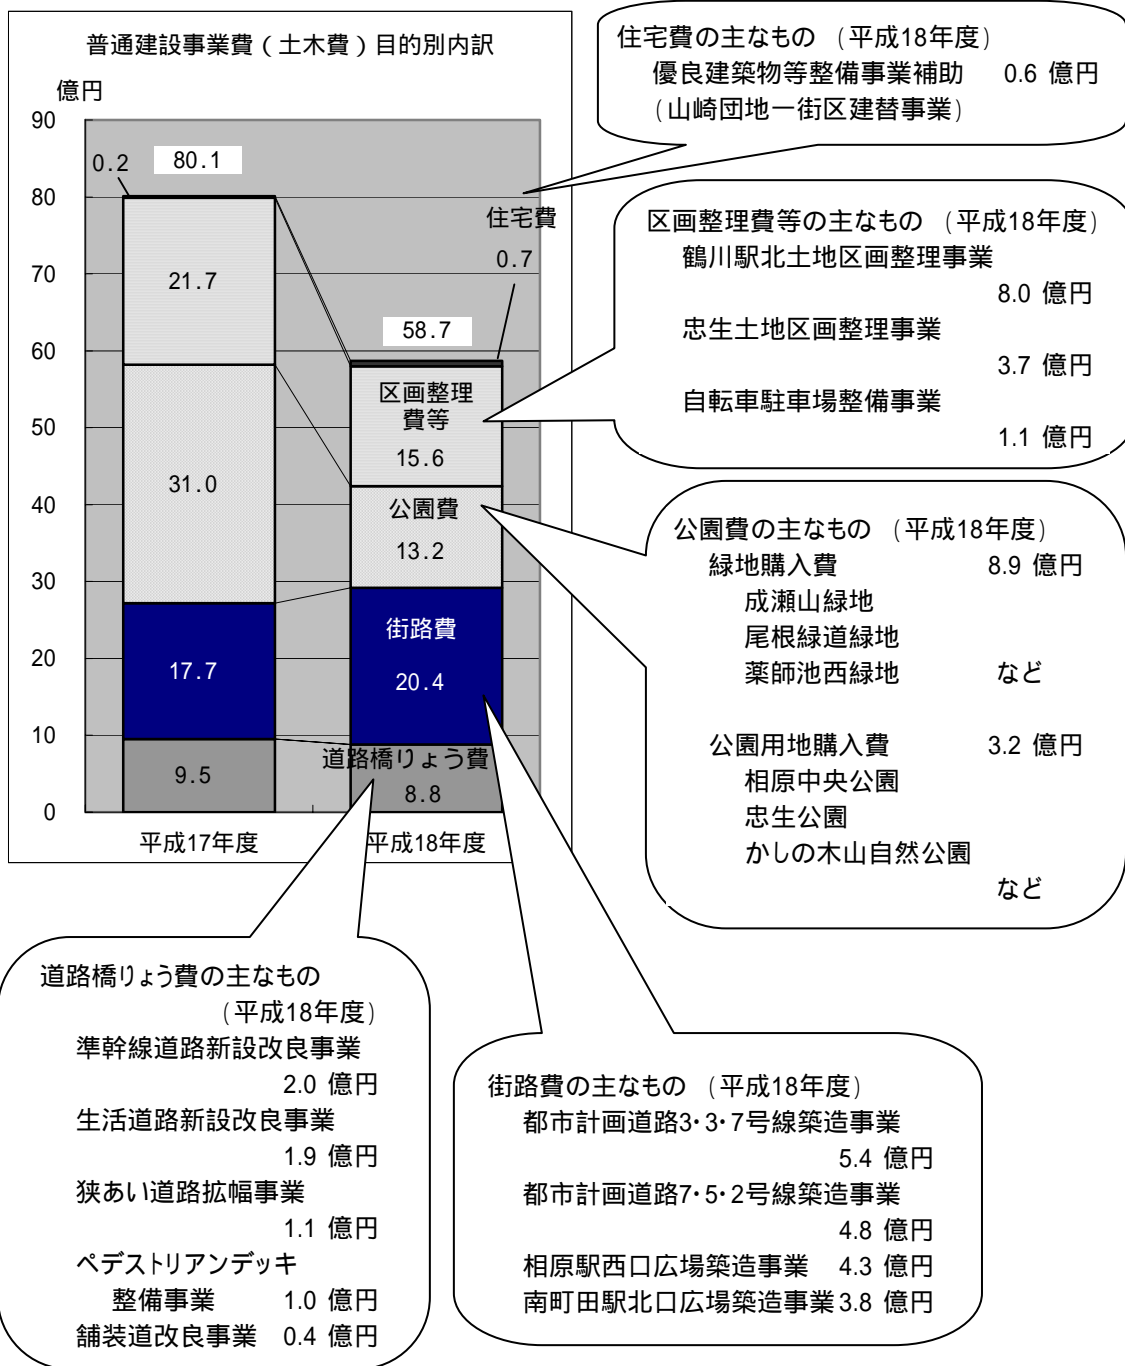 普通建設事業費（土木費）目的別内訳
億円
90
80
70
60
50
40
30
20
10
0
0.2
80.1
21.7
31.0
17.7
9.5
平成17年度
住宅費
0.7
58.7
区画整理
費等
15.6
公園費
13.2
街路費
20.4
道路橋りょう費
8.8
平成18年度
住宅費の主なもの （平成18年度）
優良建築物等整備事業補助 0.6 億円
（山崎団地一街区建替事業）
区画整理費等の主なもの （平成18年度）
鶴川駅北土地区画整理事業
8.0 億円
忠生土地区画整理事業
3.7 億円
自転車駐車場整備事業
1.1 億円
公園費の主なもの （平成18年度）
緑地購入費 8.9 億円
成瀬山緑地
尾根緑道緑地
薬師池西緑地 など
公園用地購入費 3.2 億円
相原中央公園
忠生公園
かしの木山自然公園
など
道路橋りょう費の主なもの
（平成18年度）
準幹線道路新設改良事業
2.0 億円
生活道路新設改良事業
1.9 億円
狭あい道路拡幅事業
1.1 億円
ペデストリアンデッキ
整備事業 1.0 億円
舗装道改良事業 0.4 億円
街路費の主なもの （平成18年度）
都市計画道路3･3･7号線築造事業
5.4 億円
都市計画道路7･5･2号線築造事業
4.8 億円
相原駅西口広場築造事業 4.3 億円
南町田駅北口広場築造事業 3.8 億円